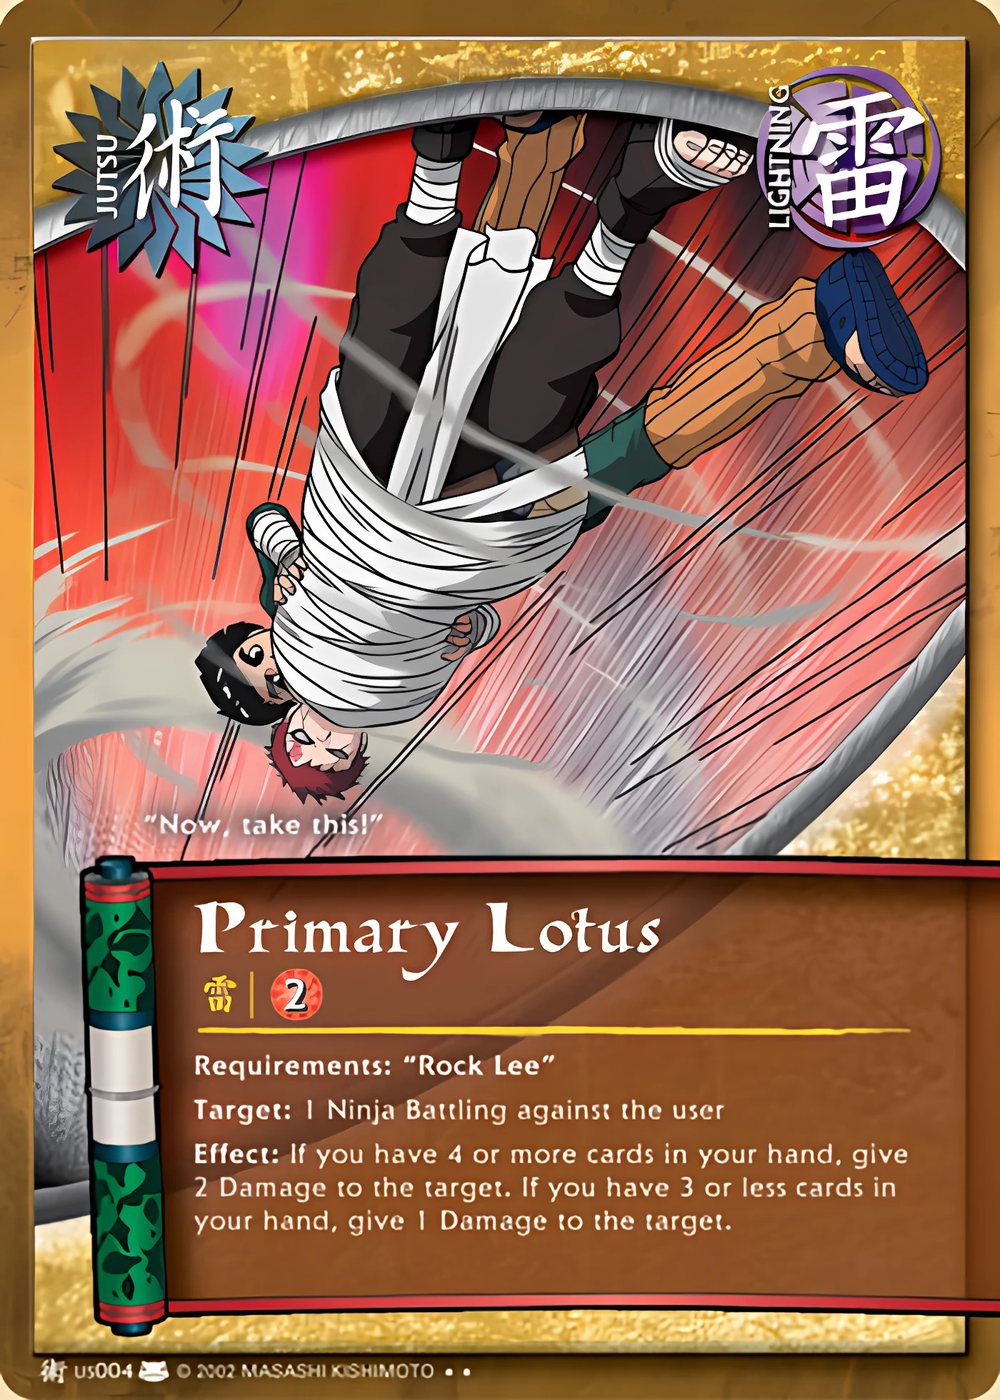 JUTSU
術
LIGHTNING
雷
"Now, take this!"
Primary Lotus
雷 | 2
Requirements: "Rock Lee"
Target: 1 Ninja Battling against the user
Effect: If you have 4 or more cards in your hand, give
2 Damage to the target. If you have 3 or less cards in
your hand, give 1 Damage to the target.
術 US004 © 2002 MASASHI KISHIMOTO